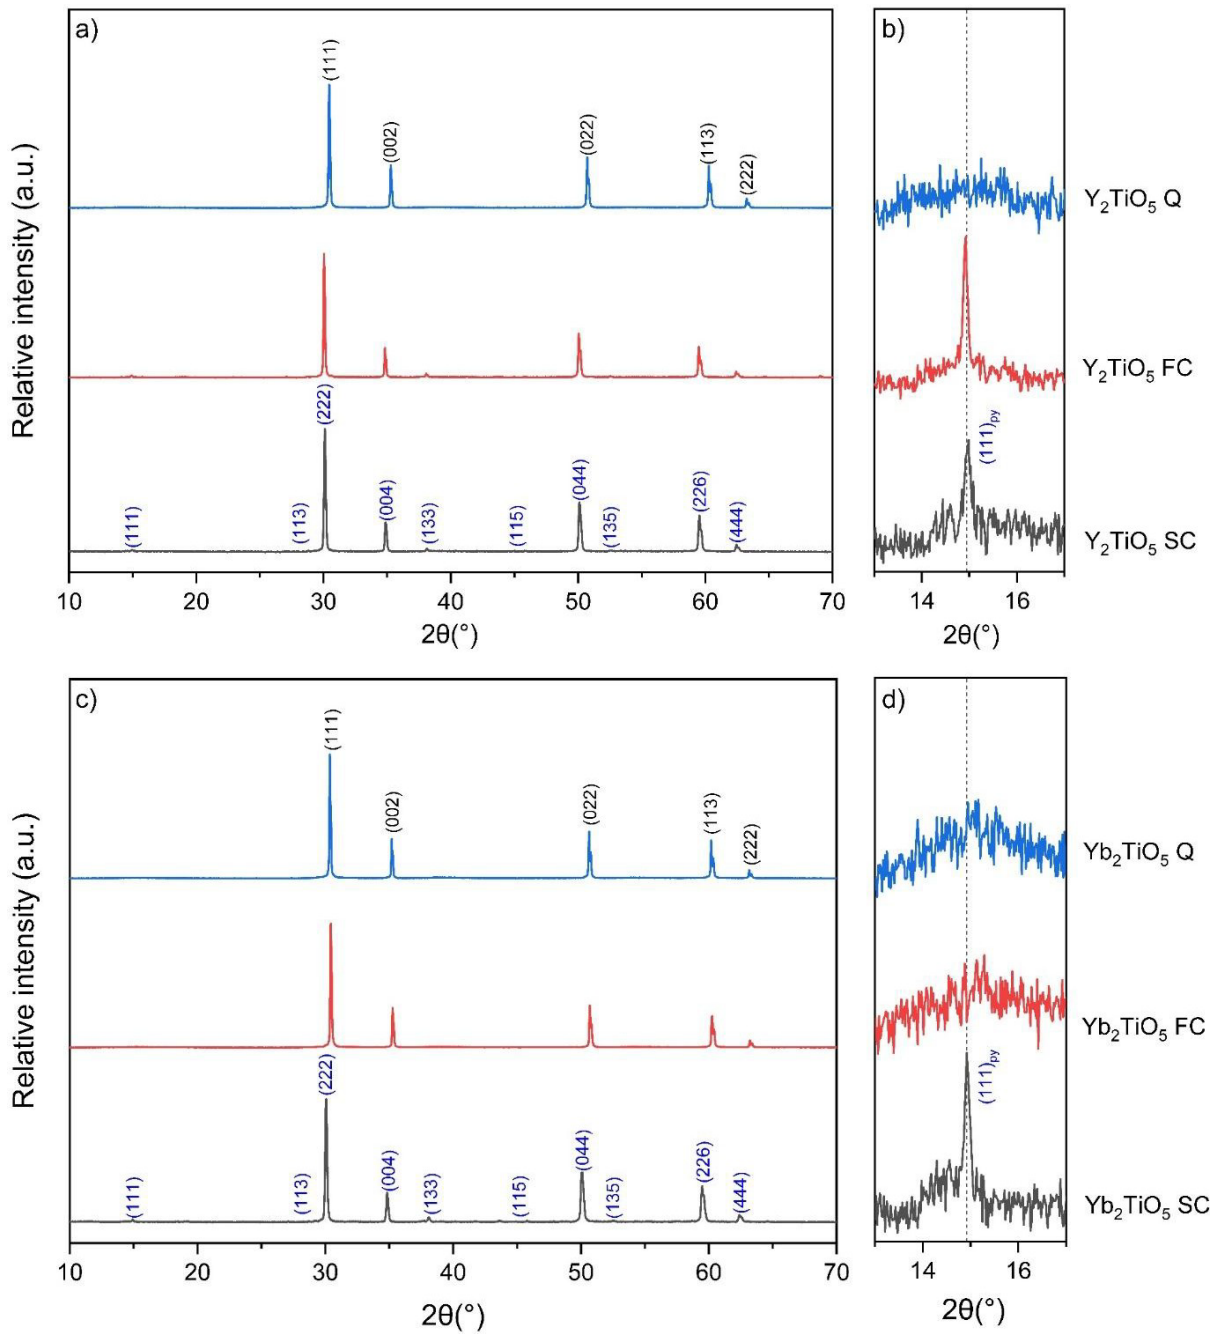 a)
(111)
(002)
(022)
(113)
(222)
(111)
(113)
(222)
(004)
(133)
(115)
(044)
(135)
(226)
(444)
Relative intensity (a.u.)
10 20 30 40 50 60 70
2θ(°)
b)
(111)py
14 16
2θ(°)
Y₂TiO₅ Q
Y₂TiO₅ FC
Y₂TiO₅ SC
c)
(111)
(002)
(022)
(113)
(222)
(111)
(113)
(222)
(004)
(133)
(115)
(044)
(135)
(226)
(444)
Relative intensity (a.u.)
10 20 30 40 50 60 70
2θ(°)
d)
(111)py
14 16
2θ(°)
Yb₂TiO₅ Q
Yb₂TiO₅ FC
Yb₂TiO₅ SC